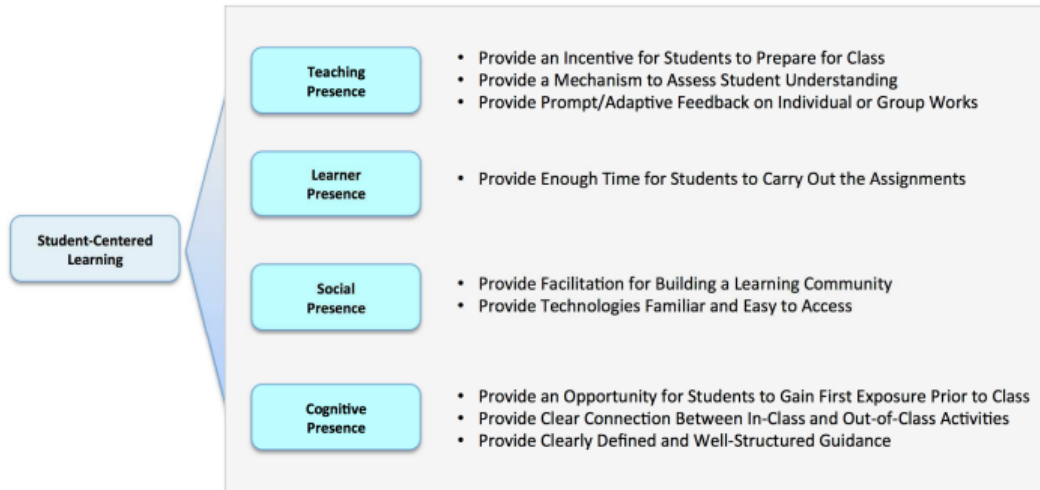 Teaching
Presence
• Provide an Incentive for Students to Prepare for Class
• Provide a Mechanism to Assess Student Understanding
• Provide Prompt/Adaptive Feedback on Individual or Group Works
Learner
Presence
• Provide Enough Time for Students to Carry Out the Assignments
Student-Centered
Learning
Social
Presence
• Provide Facilitation for Building a Learning Community
• Provide Technologies Familiar and Easy to Access
Cognitive
Presence
• Provide an Opportunity for Students to Gain First Exposure Prior to Class
• Provide Clear Connection Between In-Class and Out-of-Class Activities
• Provide Clearly Defined and Well-Structured Guidance